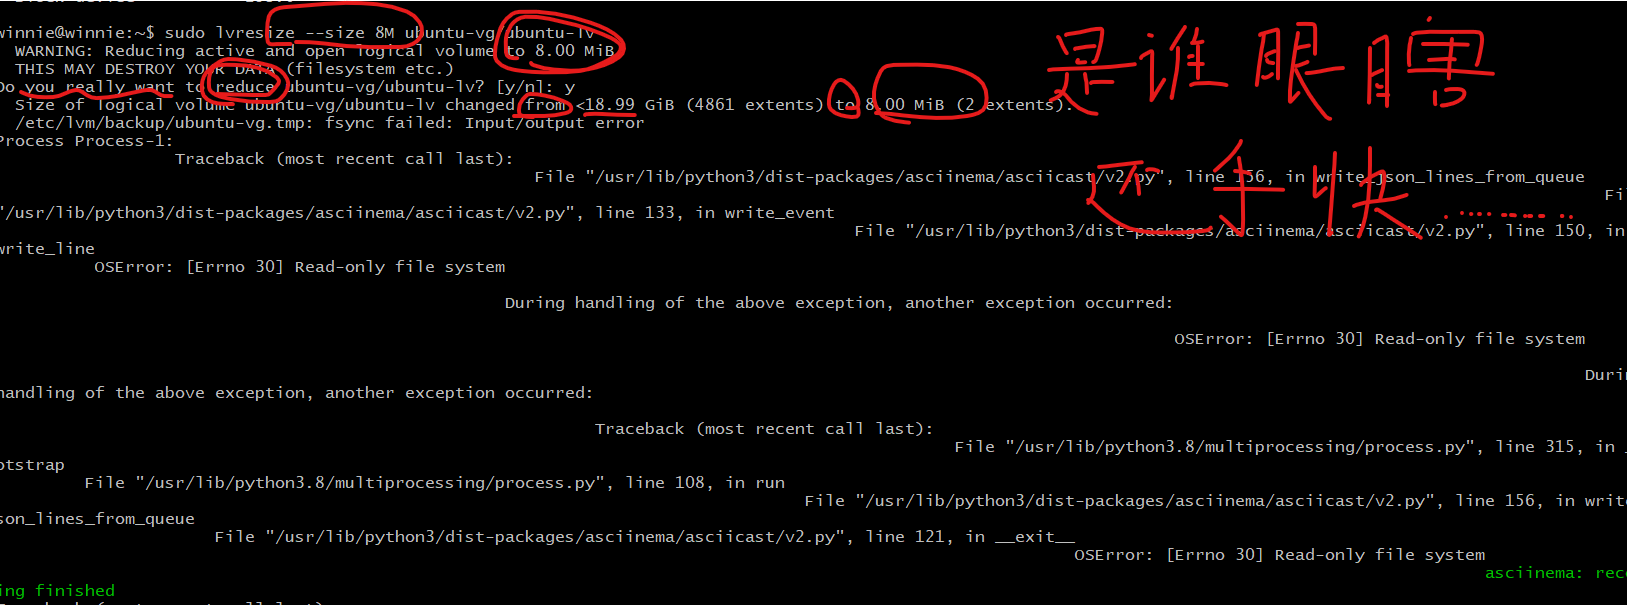 winnie@winnie:~$ sudo lvresize --size 8M ubuntu-vg ubuntu-lv
WARNING: Reducing active and open logical volume to 8.00 MiB
THIS MAY DESTROY YOUR DATA (filesystem etc.)
Do you really want to reduce ubuntu-vg/ubuntu-lv? [y/n]: y
Size of logical volume ubuntu-vg/ubuntu-lv changed from <18.99 GiB (4861 extents) to 8.00 MiB (2 extents).
/etc/lvm/backup/ubuntu-vg.tmp: fsync failed: Input/output error
是谁眼瞎
还手快..........
Process Process-1:
Traceback (most recent call last):
File "/usr/lib/python3/dist-packages/asciinema/asciicast/v2.py", line 156, in write_json_lines_from_queue
Fi
"/usr/lib/python3/dist-packages/asciinema/asciicast/v2.py", line 133, in write_event
File "/usr/lib/python3/dist-packages/asciinema/asciicast/v2.py", line 150, in
write_line
OSError: [Errno 30] Read-only file system
During handling of the above exception, another exception occurred:
OSError: [Errno 30] Read-only file system
Duri
handling of the above exception, another exception occurred:
Traceback (most recent call last):
File "/usr/lib/python3.8/multiprocessing/process.py", line 315, in _
otstrap
File "/usr/lib/python3.8/multiprocessing/process.py", line 108, in run
File "/usr/lib/python3/dist-packages/asciinema/asciicast/v2.py", line 156, in write
son_lines_from_queue
File "/usr/lib/python3/dist-packages/asciinema/asciicast/v2.py", line 121, in __exit__
OSError: [Errno 30] Read-only file system
asciinema: reco
ing finished